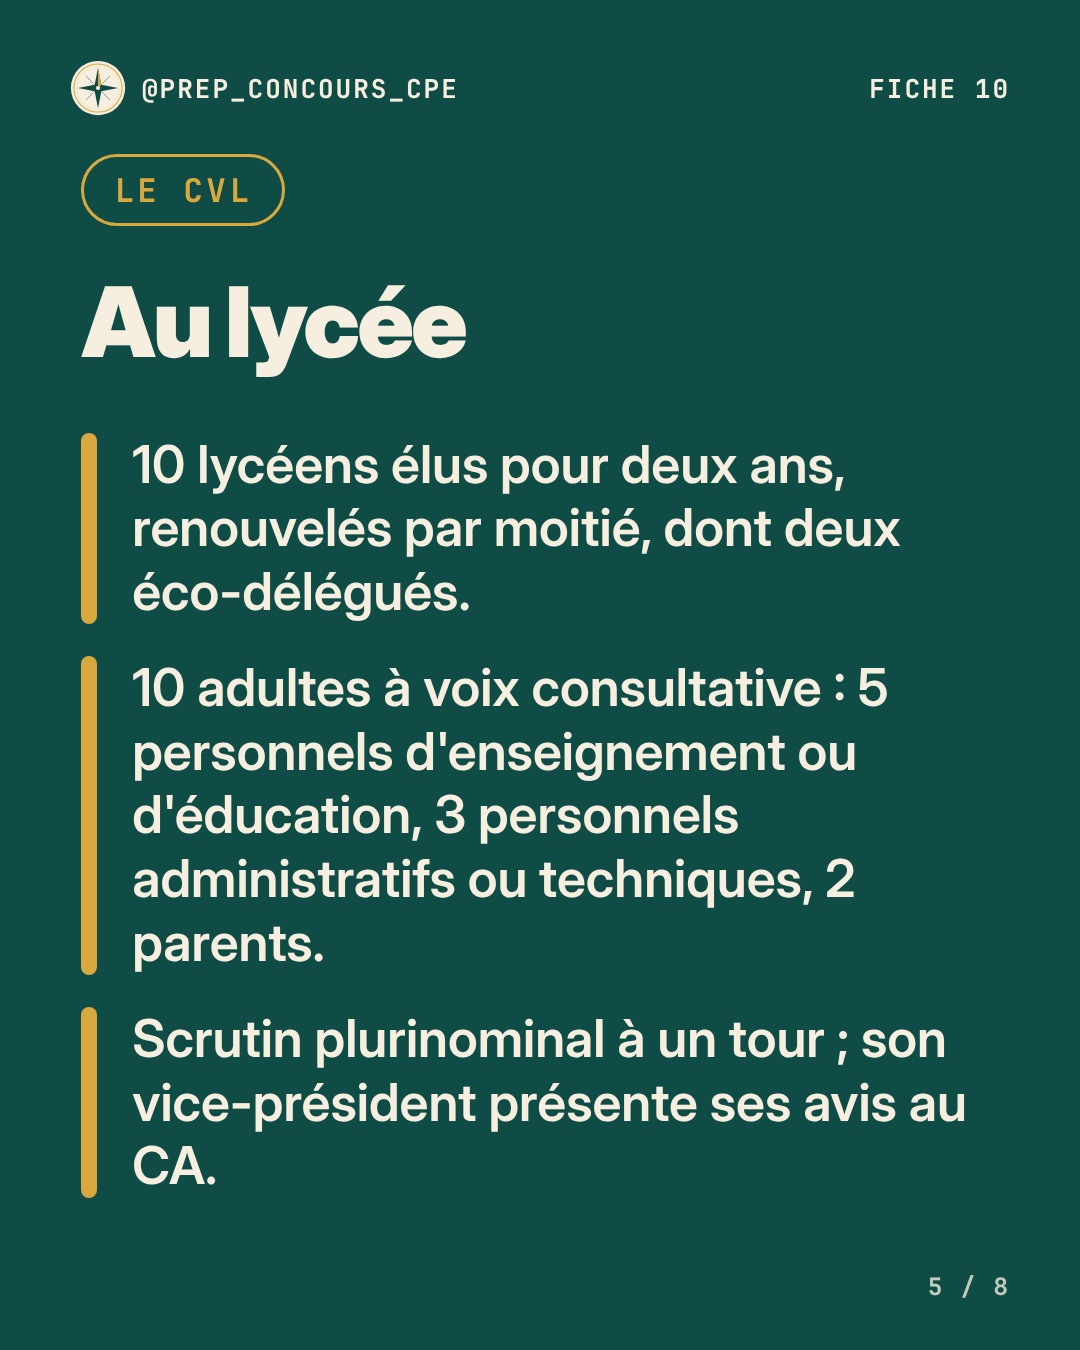 @PREP_CONCOURS_CPE
FICHE 10
LE CVL
Au lycée
10 lycéens élus pour deux ans,
renouvelés par moitié, dont deux
éco-délégués.
10 adultes à voix consultative : 5
personnels d'enseignement ou
d'éducation, 3 personnels
administratifs ou techniques, 2
parents.
Scrutin plurinominal à un tour ; son
vice-président présente ses avis au
CA.
5 / 8